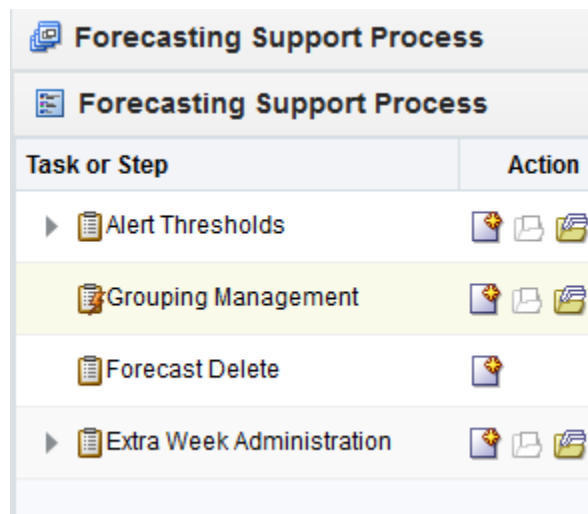 Forecasting Support Process
Forecasting Support Process
Task or Step Action
Alert Thresholds
Grouping Management
Forecast Delete
Extra Week Administration